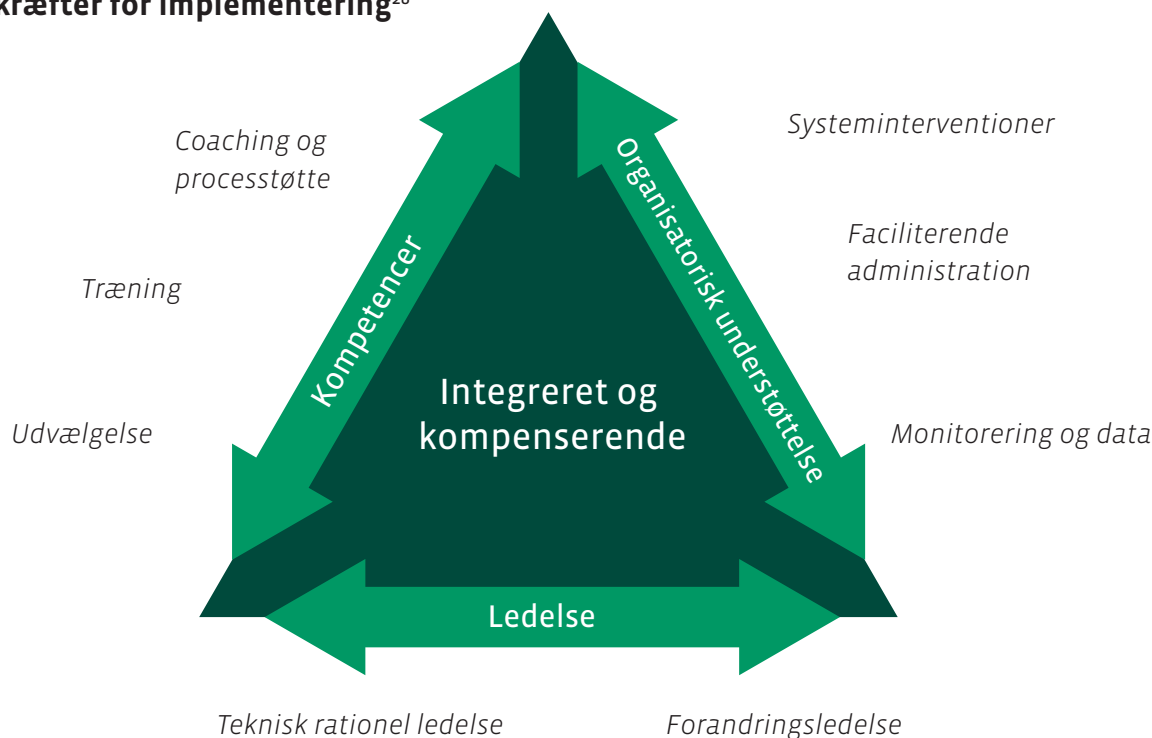 kræfter for implementering²⁸
Coaching og
processtøtte
Træning
Udvælgelse
Kompetencer
Organisatorisk understøttelse
Systeminterventioner
Faciliterende
administration
Monitorering og data
Integreret og
kompenserende
Ledelse
Teknisk rationel ledelse
Forandringsledelse